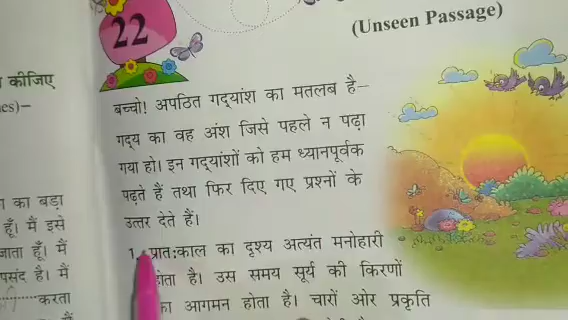 22
(Unseen Passage)
कीजिए
es)–
बच्चो! अपठित गद्यांश का मतलब है–
गद्य का वह अंश जिसे पहले न पढ़ा
गया हो। इन गद्यांशों को हम ध्यानपूर्वक
पढ़ते हैं तथा फिर दिए गए प्रश्नों के
उत्तर देते हैं।
1. प्रातःकाल का दृश्य अत्यंत मनोहारी
होता है। उस समय सूर्य की किरणों
का आगमन होता है। चारों ओर प्रकृति
का बड़ा
हूँ। मैं इसे
जाता हूँ। मैं
पसंद है। मैं
करता